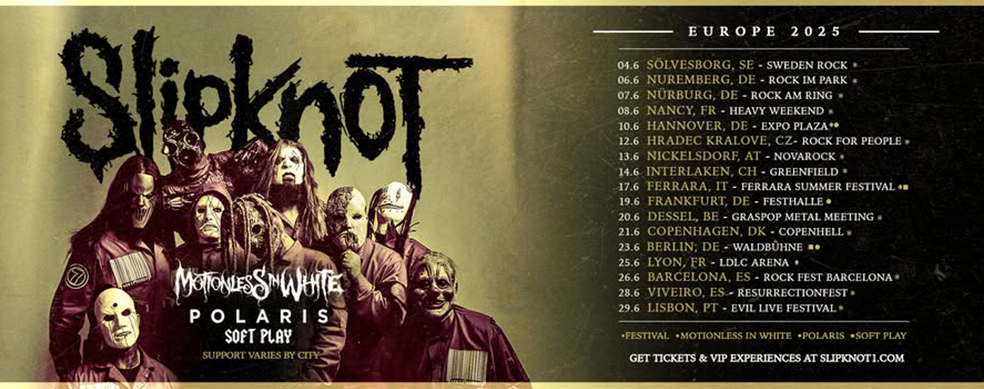 SLIPKNOT
MOTIONLESS IN WHITE
POLARIS
SOFT PLAY
SUPPORT VARIES BY CITY
EUROPE 2025
04.6 SÖLVESBORG, SE - SWEDEN ROCK
06.6 NUREMBERG, DE - ROCK IM PARK
07.6 NÜRBURG, DE - ROCK AM RING
08.6 NANCY, FR - HEAVY WEEKEND
10.6 HANNOVER, DE - EXPO PLAZA
12.6 HRADEC KRALOVE, CZ- ROCK FOR PEOPLE
13.6 NICKELSDORF, AT - NOVAROCK
14.6 INTERLAKEN, CH - GREENFIELD
17.6 FERRARA, IT - FERRARA SUMMER FESTIVAL
19.6 FRANKFURT, DE - FESTHALLE
20.6 DESSEL, BE - GRASPOP METAL MEETING
21.6 COPENHAGEN, DK - COPENHELL
23.6 BERLIN, DE - WALDBÜHNE
25.6 LYON, FR - LDLC ARENA
26.6 BARCELONA, ES - ROCK FEST BARCELONA
28.6 VIVEIRO, ES - RESURRECTIONFEST
29.6 LISBON, PT - EVIL LIVE FESTIVAL
•FESTIVAL •MOTIONLESS IN WHITE •POLARIS •SOFT PLAY
GET TICKETS & VIP EXPERIENCES AT SLIPKNOT1.COM